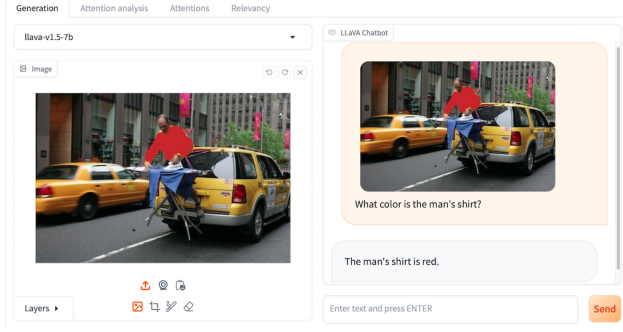 Generation Attention analysis Attentions Relevancy
llava-v1.5-7b
Image
Layers
LLaVA Chatbot
What color is the man's shirt?
The man's shirt is red.
Enter text and press ENTER
Send